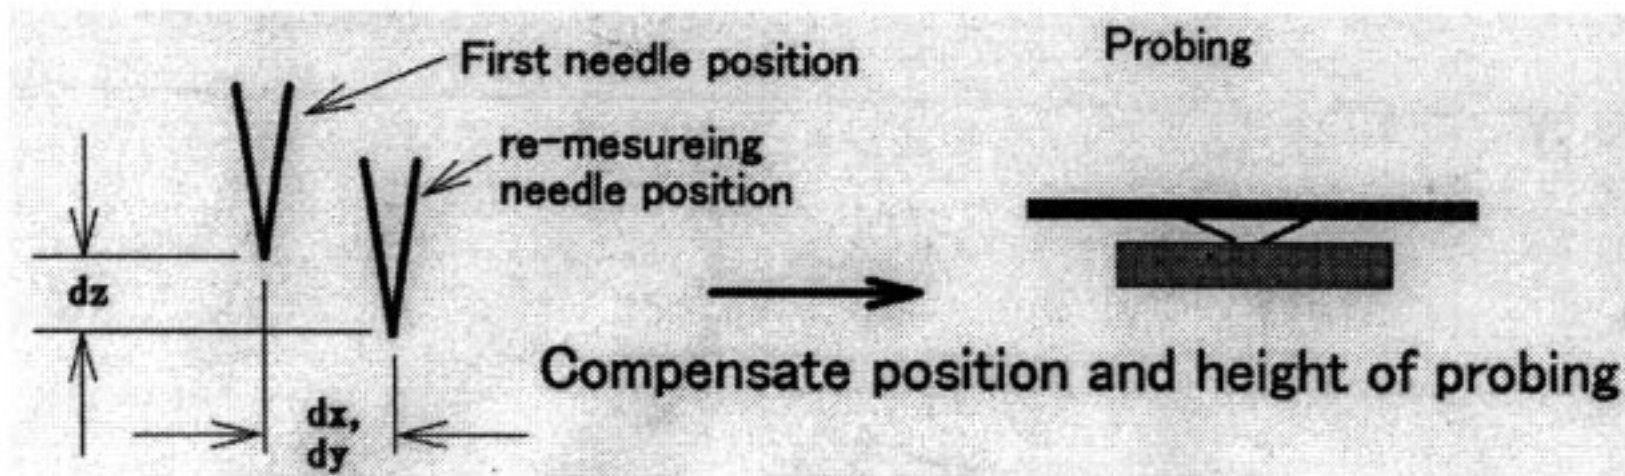 First needle position
re-mesureing
needle position
dz
dx,
dy
Probing
Compensate position and height of probing